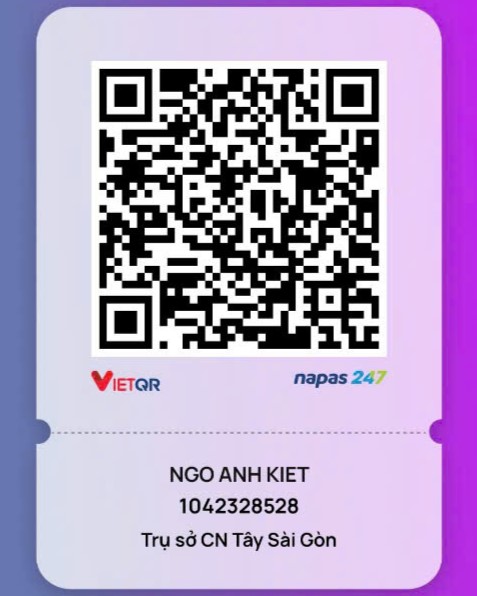 VIETQR
napas 247
NGO ANH KIET
1042328528
Trụ sở CN Tây Sài Gòn